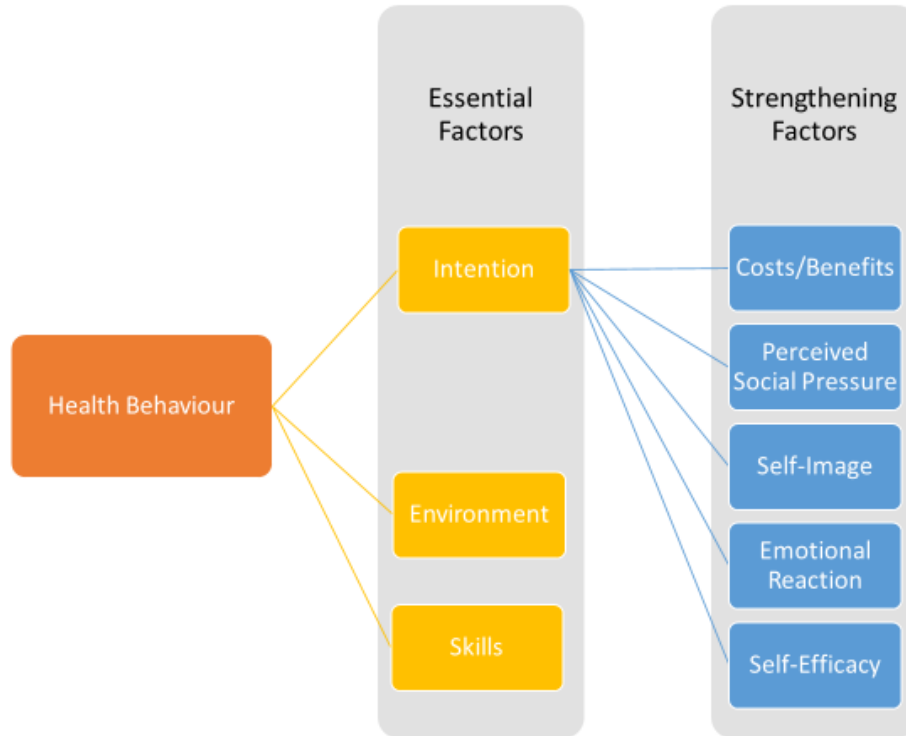 Essential
Factors
Strengthening
Factors
Intention
Costs/Benefits
Perceived
Social Pressure
Health Behaviour
Self-Image
Environment
Emotional
Reaction
Skills
Self-Efficacy